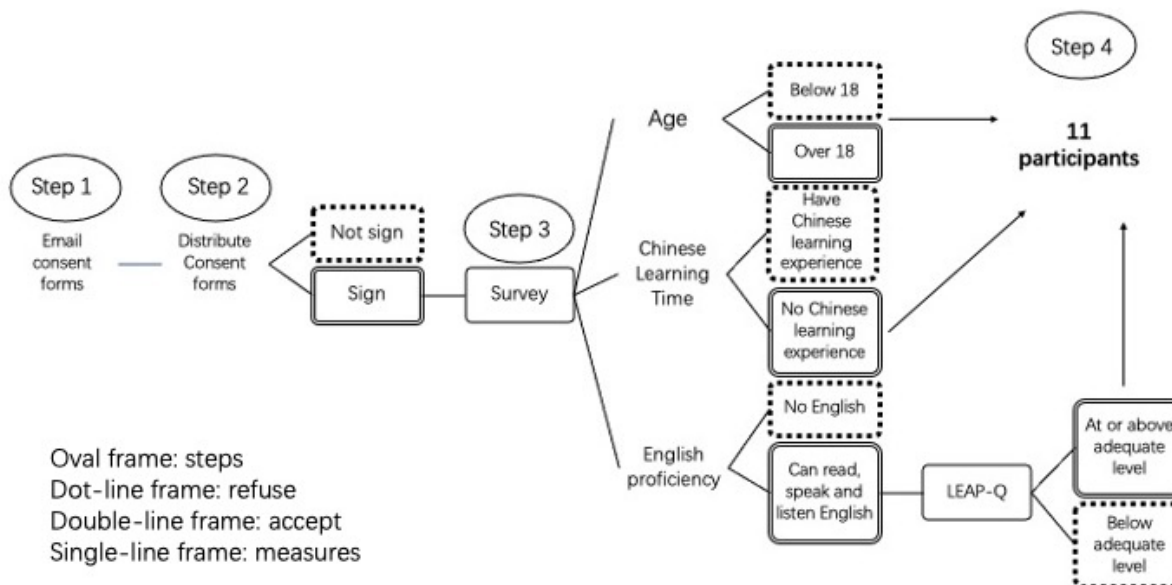 Step 1
Email
consent
forms
Step 2
Distribute
Consent
forms
Not sign
Sign
Step 3
Survey
Age
Below 18
Over 18
Chinese
Learning
Time
Have
Chinese
learning
experience
No Chinese
learning
experience
English
proficiency
No English
Can read,
speak and
listen English
LEAP-Q
At or above
adequate
level
Below
adequate
level
Step 4
11
participants
Oval frame: steps
Dot-line frame: refuse
Double-line frame: accept
Single-line frame: measures